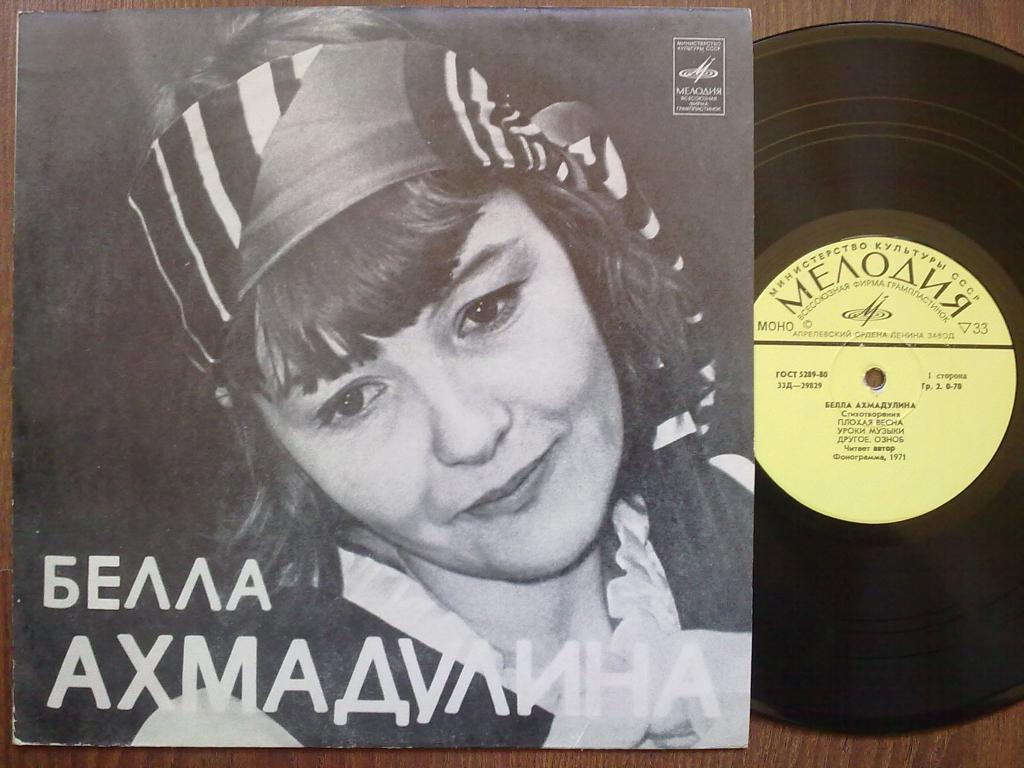 МИНИСТЕРСТВО
КУЛЬТУРЫ СССР
МЕЛОДИЯ
ВСЕСОЮЗНАЯ
ФИРМА
ГРАМПЛАСТИНОК
БЕЛЛА
АХМАДУЛИНА
МИНИСТЕРСТВО КУЛЬТУРЫ СССР
МЕЛОДИЯ
ВСЕСОЮЗНАЯ ФИРМА ГРАМПЛАСТИНОК
МОНО © ▽33
АПРЕЛЕВСКИЙ ОРДЕНА ЛЕНИНА ЗАВОД
ГОСТ 5289-80 1 сторона
33Д—29829 Гр. 2. 0-70
БЕЛЛА АХМАДУЛИНА
Стихотворения
ПЛОХАЯ ВЕСНА
УРОКИ МУЗЫКИ
ДРУГОЕ, ОЗНОБ
Читает автор
Фонограмма, 1971